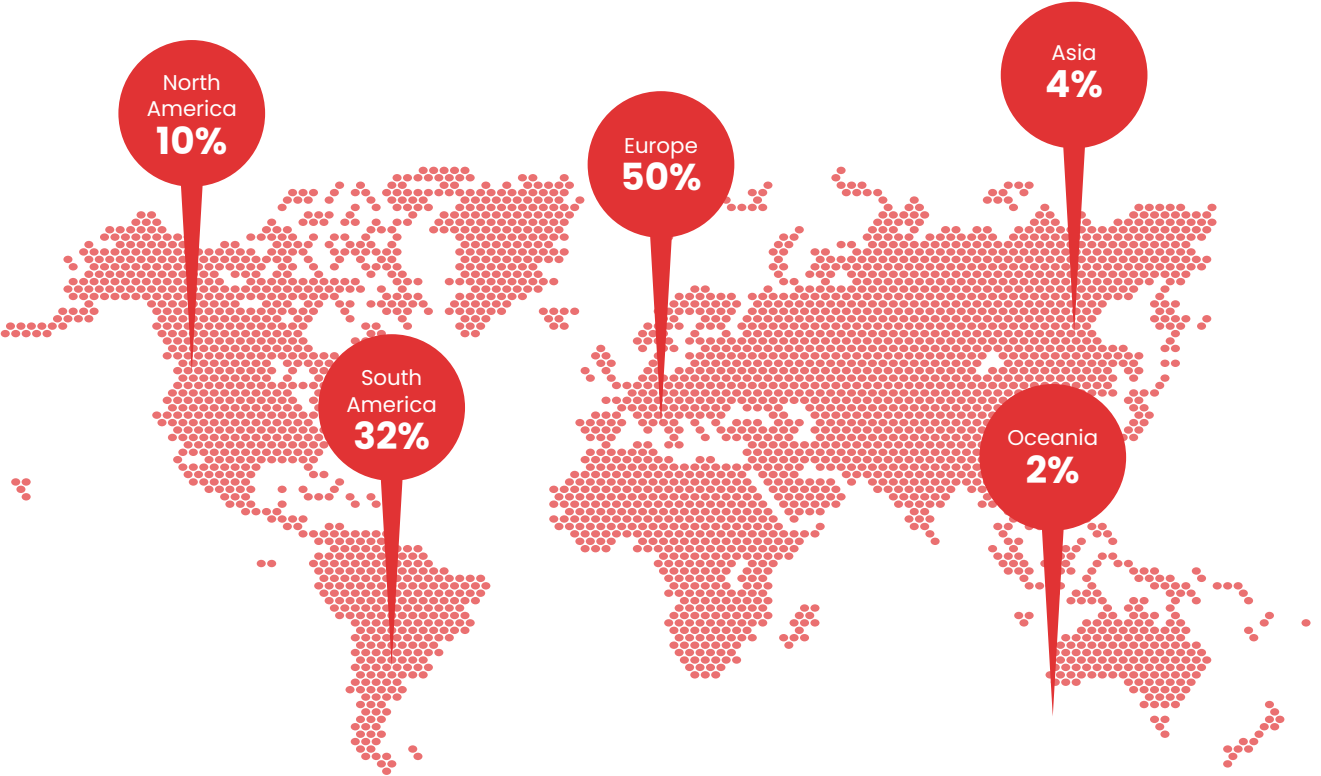 North
America
10%
Europe
50%
Asia
4%
South
America
32%
Oceania
2%